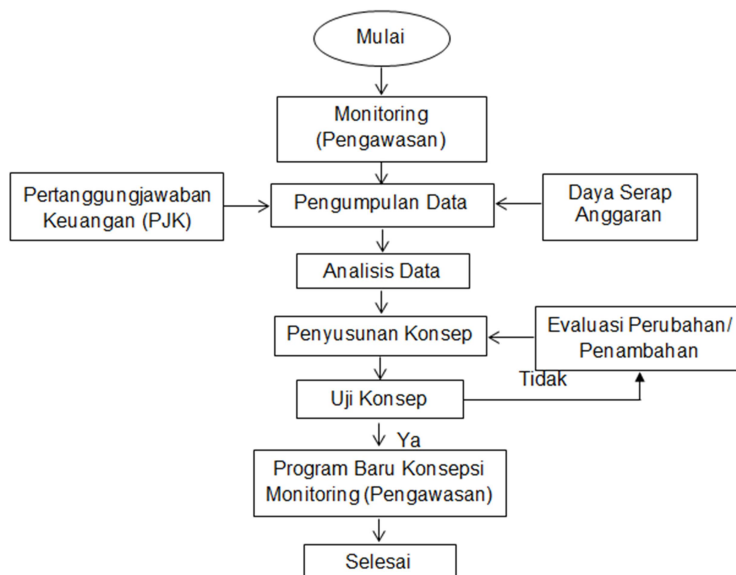 Mulai
Monitoring
(Pengawasan)
Pertanggungjawaban
Keuangan (PJK)
Pengumpulan Data
Daya Serap
Anggaran
Analisis Data
Penyusunan Konsep
Evaluasi Perubahan/
Penambahan
Tidak
Uji Konsep
Ya
Program Baru Konsepsi
Monitoring (Pengawasan)
Selesai